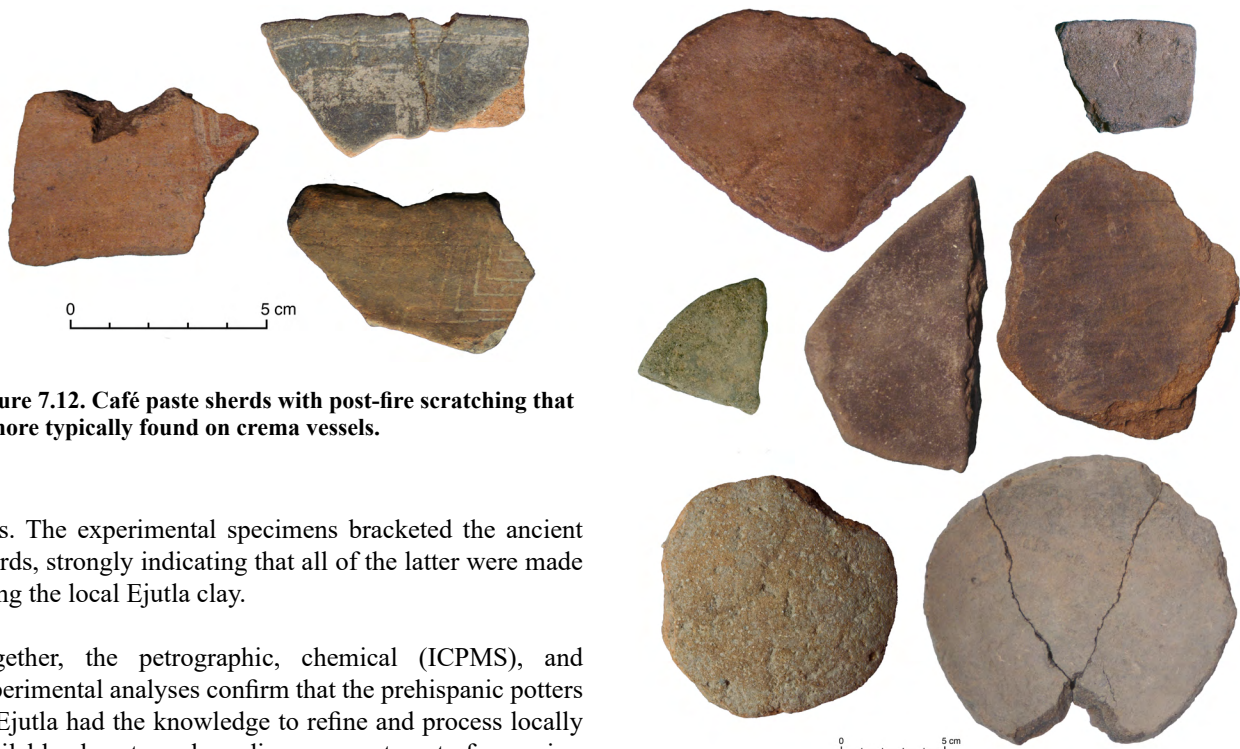 0 5 cm
ure 7.12. Café paste sherds with post-fire scratching that
more typically found on crema vessels.
s. The experimental specimens bracketed the ancient
rds, strongly indicating that all of the latter were made
ng the local Ejutla clay.
gether, the petrographic, chemical (ICPMS), and
perimental analyses confirm that the prehispanic potters
Ejutla had the knowledge to refine and process locally
0 5 cm